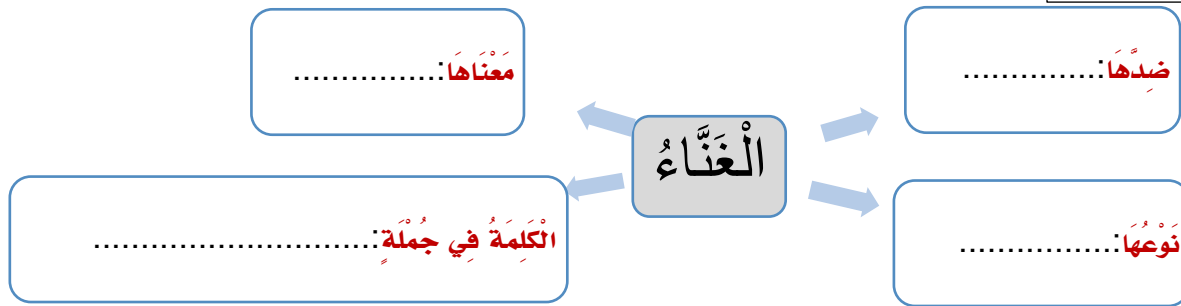 ضِدَّهَا:..............
مَعْنَاهَا:...............
الْغَنَّاءُ
نَوْعُهَا:................
الْكَلِمَةُ فِي جُمْلَةٍ:.............................